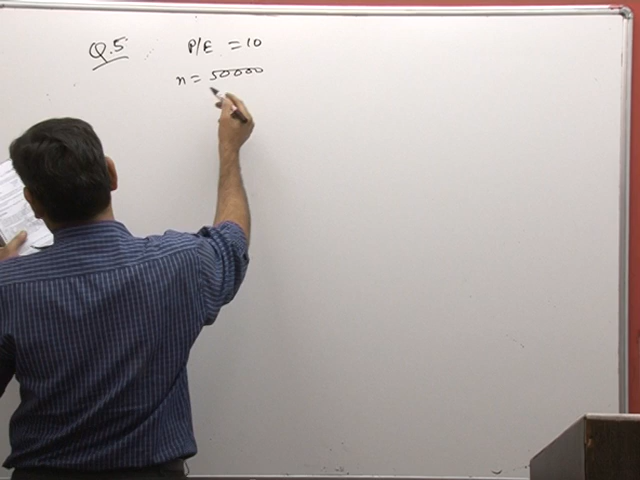 Q.5 P/E = 10
n = 50000